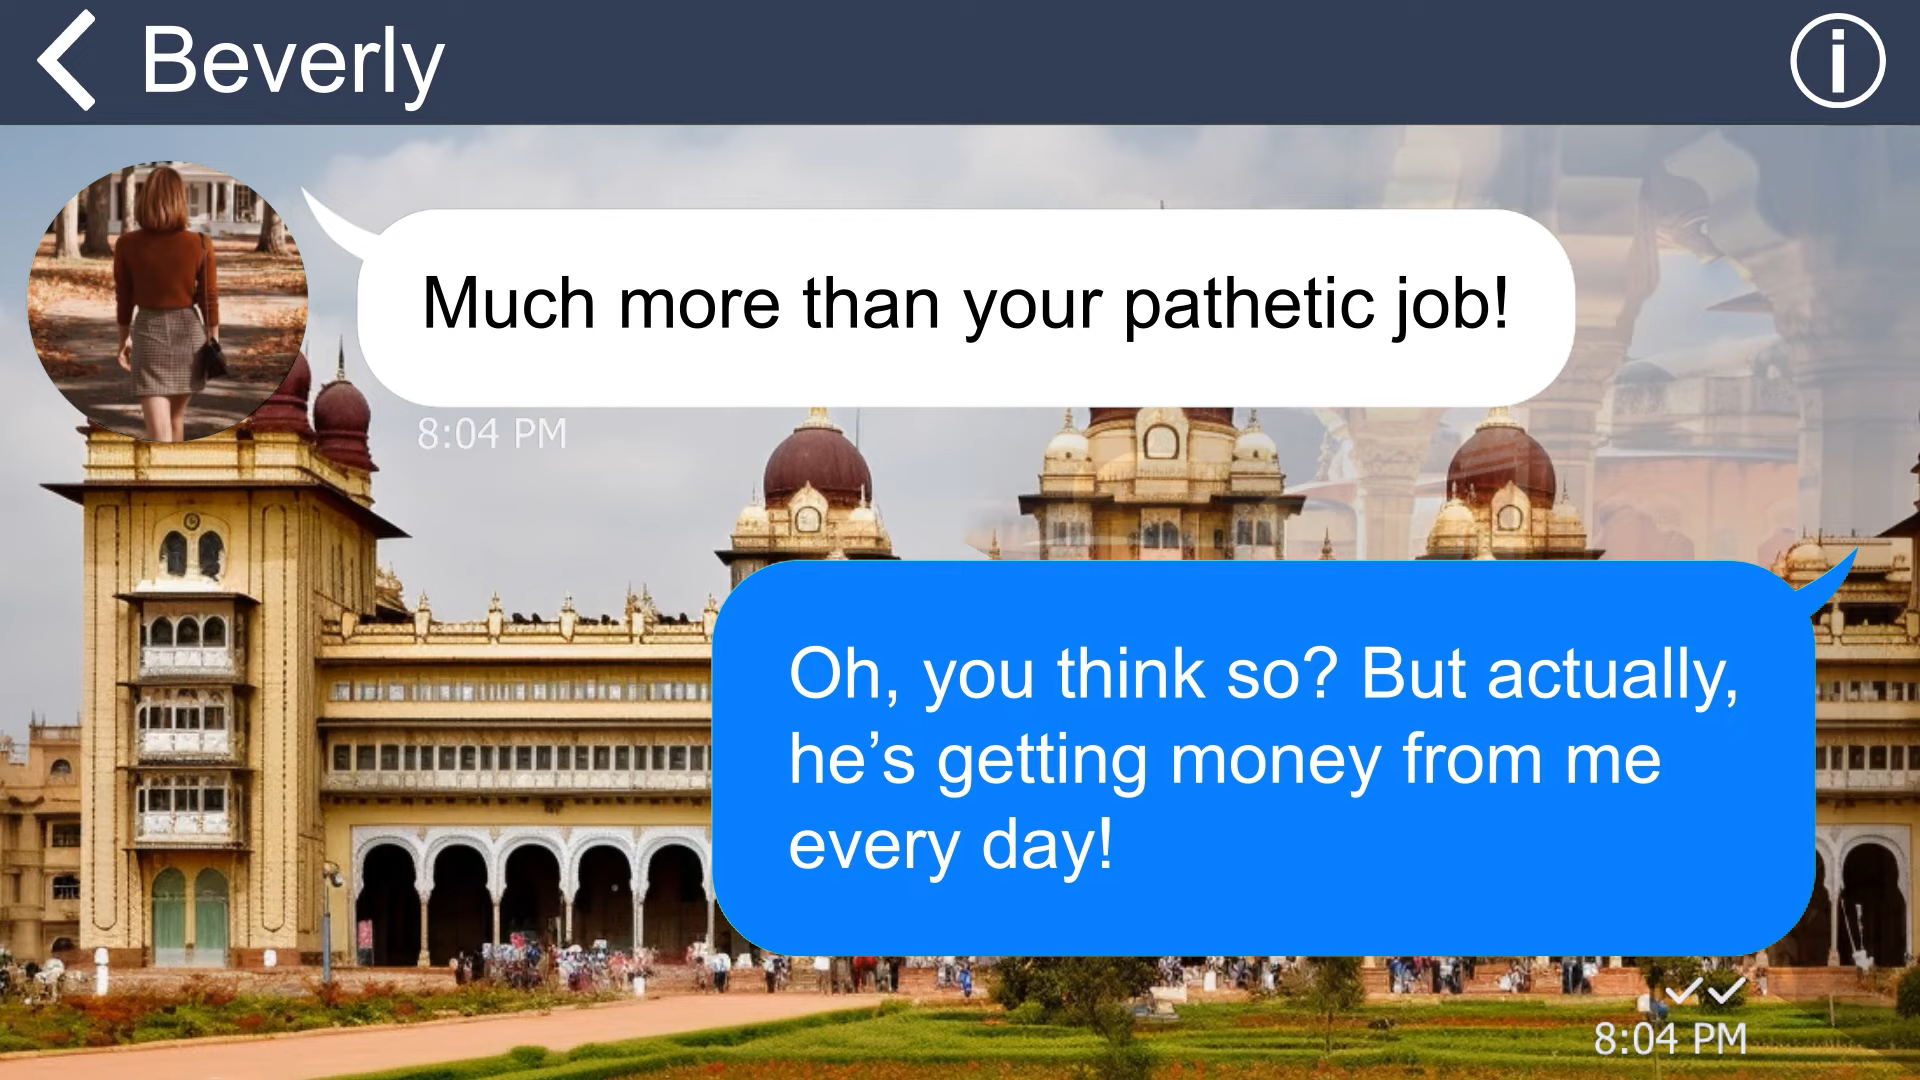 Beverly
Much more than your pathetic job!
8:04 PM
Oh, you think so? But actually,
he’s getting money from me
every day!
8:04 PM